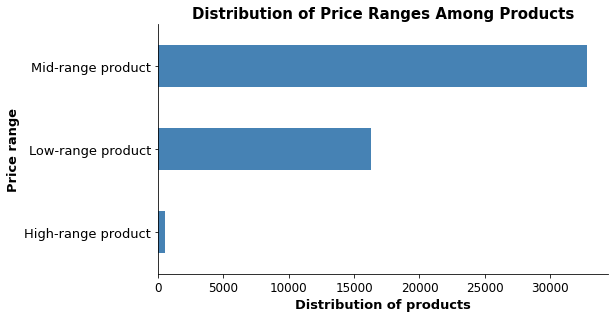 Distribution of Price Ranges Among Products
Price range
Mid-range product
Low-range product
High-range product
0 5000 10000 15000 20000 25000 30000
Distribution of products